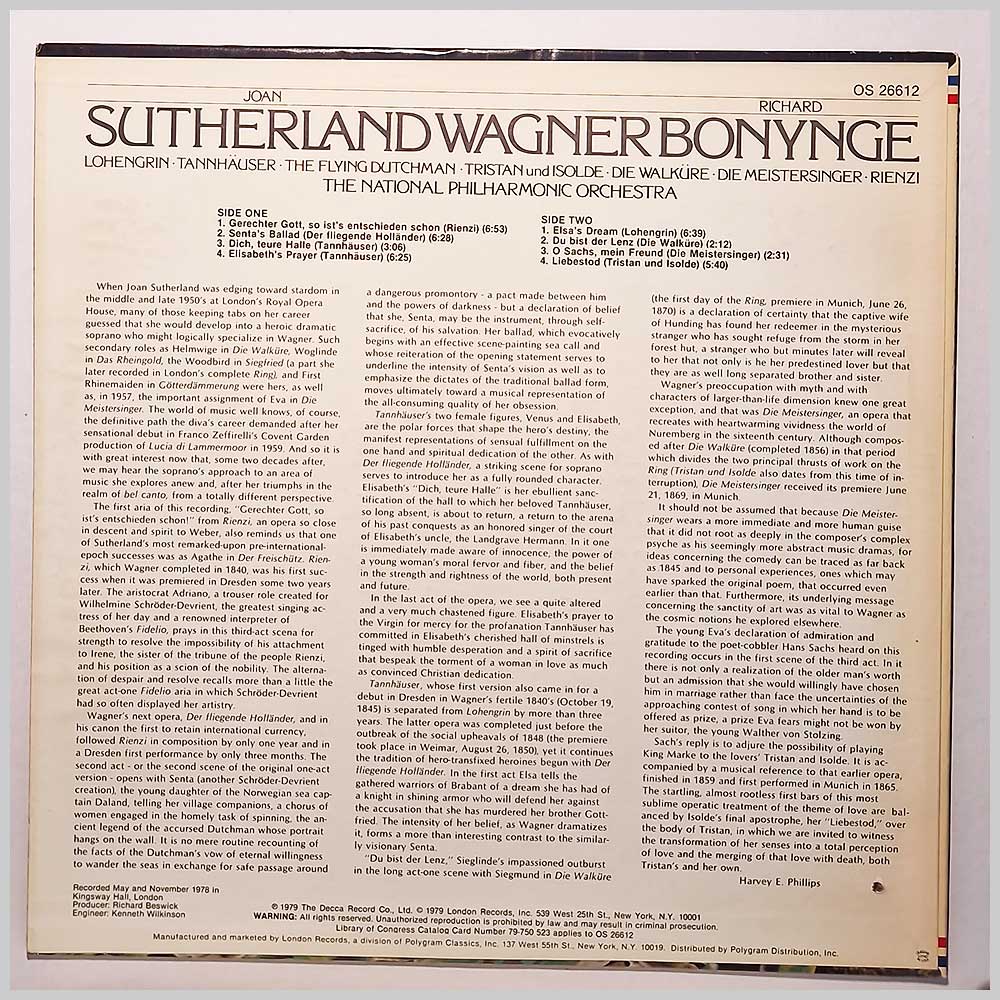 OS 26612
JOAN
RICHARD
SUTHERLAND WAGNER BONYNGE
LOHENGRIN · TANNHÄUSER · THE FLYING DUTCHMAN · TRISTAN und ISOLDE · DIE WALKÜRE · DIE MEISTERSINGER · RIENZI
THE NATIONAL PHILHARMONIC ORCHESTRA
SIDE ONE
1. Gerechter Gott, so ist's entschieden schon (Rienzi) (6:53)
2. Senta's Ballad (Der fliegende Holländer) (6:28)
3. Dich, teure Halle (Tannhäuser) (3:06)
4. Elisabeth's Prayer (Tannhäuser) (6:25)
SIDE TWO
1. Elsa's Dream (Lohengrin) (6:39)
2. Du bist der Lenz (Die Walküre) (2:12)
3. O Sachs, mein Freund (Die Meistersinger) (2:31)
4. Liebestod (Tristan und Isolde) (5:40)
When Joan Sutherland was edging toward stardom in
the middle and late 1950's at London's Royal Opera
House, many of those keeping tabs on her career
guessed that she would develop into a heroic dramatic
soprano who might logically specialize in Wagner. Such
secondary roles as Helmwige in Die Walküre, Woglinde
in Das Rheingold, the Woodbird in Siegfried (a part she
later recorded in London's complete Ring), and First
Rhinemaiden in Götterdämmerung were hers, as well
as, in 1957, the important assignment of Eva in Die
Meistersinger. The world of music well knows, of course,
the definitive path the diva's career demanded after her
sensational debut in Franco Zeffirelli's Covent Garden
production of Lucia di Lammermoor in 1959. And so it is
with great interest now that, some two decades after,
we may hear the soprano's approach to an area of
music she explores anew and, after her triumphs in the
realm of bel canto, from a totally different perspective.
The first aria of this recording, "Gerechter Gott, so
ist's entschieden schon!" from Rienzi, an opera so close
in descent and spirit to Weber, also reminds us that one
of Sutherland's most remarked-upon pre-international-
epoch successes was as Agathe in Der Freischütz. Rien-
zi, which Wagner completed in 1840, was his first suc-
cess when it was premiered in Dresden some two years
later. The aristocrat Adriano, a trouser role created for
Wilhelmine Schröder-Devrient, the greatest singing ac-
tress of her day and a renowned interpreter of
Beethoven's Fidelio, prays in this third-act scena for
strength to resolve the impossibility of his attachment
to Irene, the sister of the tribune of the people Rienzi,
and his position as a scion of the nobility. The alterna-
tion of despair and resolve recalls more than a little the
great act-one Fidelio aria in which Schröder-Devrient
had so often displayed her artistry.
Wagner's next opera, Der fliegende Holländer, and in
his canon the first to retain international currency,
followed Rienzi in composition by only one year and in
a Dresden first performance by only three months. The
second act - or the second scene of the original one-act
version - opens with Senta (another Schröder-Devrient
creation), the young daughter of the Norwegian sea cap-
tain Daland, telling her village companions, a chorus of
women engaged in the homely task of spinning, the an-
cient legend of the accursed Dutchman whose portrait
hangs on the wall. It is no mere routine recounting of
the facts of the Dutchman's vow of eternal willingness
to wander the seas in exchange for safe passage around
a dangerous promontory - a pact made between him
and the powers of darkness - but a declaration of belief
that she, Senta, may be the instrument, through self-
sacrifice, of his salvation. Her ballad, which evocatively
begins with an effective scene-painting sea call and
whose reiteration of the opening statement serves to
underline the intensity of Senta's vision as well as to
emphasize the dictates of the traditional ballad form,
moves ultimately toward a musical representation of
the all-consuming quality of her obsession.
Tannhäuser's two female figures, Venus and Elisabeth,
are the polar forces that shape the hero's destiny, the
manifest representations of sensual fulfillment on the
one hand and spiritual dedication of the other. As with
Der fliegende Holländer, a striking scene for soprano
serves to introduce her as a fully rounded character.
Elisabeth's "Dich, teure Halle" is her ebullient sanc-
tification of the hall to which her beloved Tannhäuser,
so long absent, is about to return, a return to the arena
of his past conquests as an honored singer of the court
of Elisabeth's uncle, the Landgrave Hermann. In it one
is immediately made aware of innocence, the power of
a young woman's moral fervor and fiber, and the belief
in the strength and rightness of the world, both present
and future.
In the last act of the opera, we see a quite altered
and a very much chastened figure. Elisabeth's prayer to
the Virgin for mercy for the profanation Tannhäuser has
committed in Elisabeth's cherished hall of minstrels is
tinged with humble desperation and a spirit of sacrifice
that bespeak the torment of a woman in love as much
as convinced Christian dedication.
Tannhäuser, whose first version also came in for a
debut in Dresden in Wagner's fertile 1840's (October 19,
1845) is separated from Lohengrin by more than three
years. The latter opera was completed just before the
outbreak of the social upheavals of 1848 (the premiere
took place in Weimar, August 26, 1850), yet it continues
the tradition of hero-transfixed heroines begun with Der
fliegende Holländer. In the first act Elsa tells the
gathered warriors of Brabant of a dream she has had of
a knight in shining armor who will defend her against
the accusation that she has murdered her brother Gott-
fried. The intensity of her belief, as Wagner dramatizes
it, forms a more than interesting contrast to the similar-
ly visionary Senta.
"Du bist der Lenz," Sieglinde's impassioned outburst
in the long act-one scene with Siegmund in Die Walküre
(the first day of the Ring, premiere in Munich, June 26,
1870) is a declaration of certainty that the captive wife
of Hunding has found her redeemer in the mysterious
stranger who has sought refuge from the storm in her
forest hut, a stranger who but minutes later will reveal
to her that not only is he her predestined lover but that
they are as well long separated brother and sister.
Wagner's preoccupation with myth and with
characters of larger-than-life dimension knew one great
exception, and that was Die Meistersinger, an opera that
recreates with heartwarming vividness the world of
Nuremberg in the sixteenth century. Although compos-
ed after Die Walküre (completed 1856) in that period
which divides the two principal thrusts of work on the
Ring (Tristan und Isolde also dates from this time of in-
terruption), Die Meistersinger received its premiere June
21, 1869, in Munich.
It should not be assumed that because Die Meister-
singer wears a more immediate and more human guise
that it did not root as deeply in the composer's complex
psyche as his seemingly more abstract music dramas, for
ideas concerning the comedy can be traced as far back
as 1845 and to personal experiences, ones which may
have sparked the original poem, that occurred even
earlier than that. Furthermore, its underlying message
concerning the sanctity of art was as vital to Wagner as
the cosmic notions he explored elsewhere.
The young Eva's declaration of admiration and
gratitude to the poet-cobbler Hans Sachs heard on this
recording occurs in the first scene of the third act. In it
there is not only a realization of the older man's worth
but an admission that she would willingly have chosen
him in marriage rather than face the uncertainties of the
approaching contest of song in which her hand is to be
offered as prize, a prize Eva fears might not be won by
her suitor, the young Walther von Stolzing.
Sach's reply is to adjure the possibility of playing
King Marke to the lovers' Tristan and Isolde. It is ac-
companied by a musical reference to that earlier opera,
finished in 1859 and first performed in Munich in 1865.
The startling, almost rootless first bars of this most
sublime operatic treatment of the theme of love are bal-
anced by Isolde's final apostrophe, her "Liebestod," over
the body of Tristan, in which we are invited to witness
the transformation of her senses into a total perception
of love and the merging of that love with death, both
Tristan's and her own.
Harvey E. Phillips
Recorded May and November 1978 in
Kingsway Hall, London
Producer: Richard Beswick
Engineer: Kenneth Wilkinson
℗ 1979 The Decca Record Co., Ltd. © 1979 London Records, Inc. 539 West 25th St., New York, N.Y. 10001
WARNING: All rights reserved. Unauthorized reproduction is prohibited by law and may result in criminal prosecution.
Library of Congress Catalog Card Number 79-750 523 applies to OS 26612
Manufactured and marketed by London Records, a division of Polygram Classics, Inc. 137 West 55th St., New York, N.Y. 10019. Distributed by Polygram Distribution, Inc.